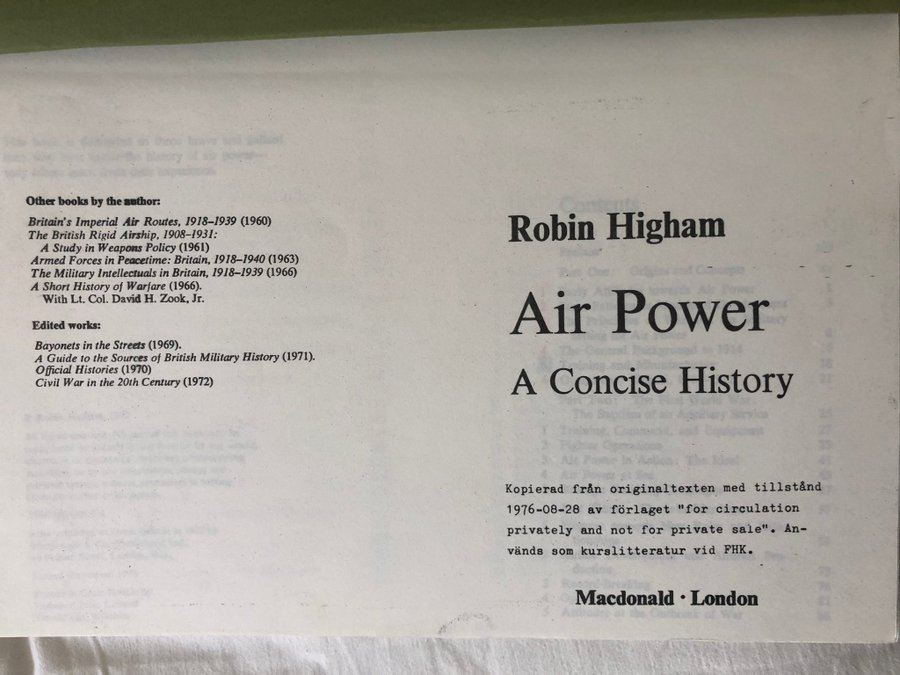 Other books by the author:
Britain's Imperial Air Routes, 1918–1939 (1960)
The British Rigid Airship, 1908–1931:
A Study in Weapons Policy (1961)
Armed Forces in Peacetime: Britain, 1918–1940 (1963)
The Military Intellectuals in Britain, 1918–1939 (1966)
A Short History of Warfare (1966).
With Lt. Col. David H. Zook, Jr.
Edited works:
Bayonets in the Streets (1969).
A Guide to the Sources of British Military History (1971).
Official Histories (1970)
Civil War in the 20th Century (1972)
Robin Higham
Air Power
A Concise History
Kopierad från originaltexten med tillstånd
1976-08-28 av förlaget "for circulation
privately and not for private sale". An-
vänds som kurslitteratur vid FHK.
Macdonald · London